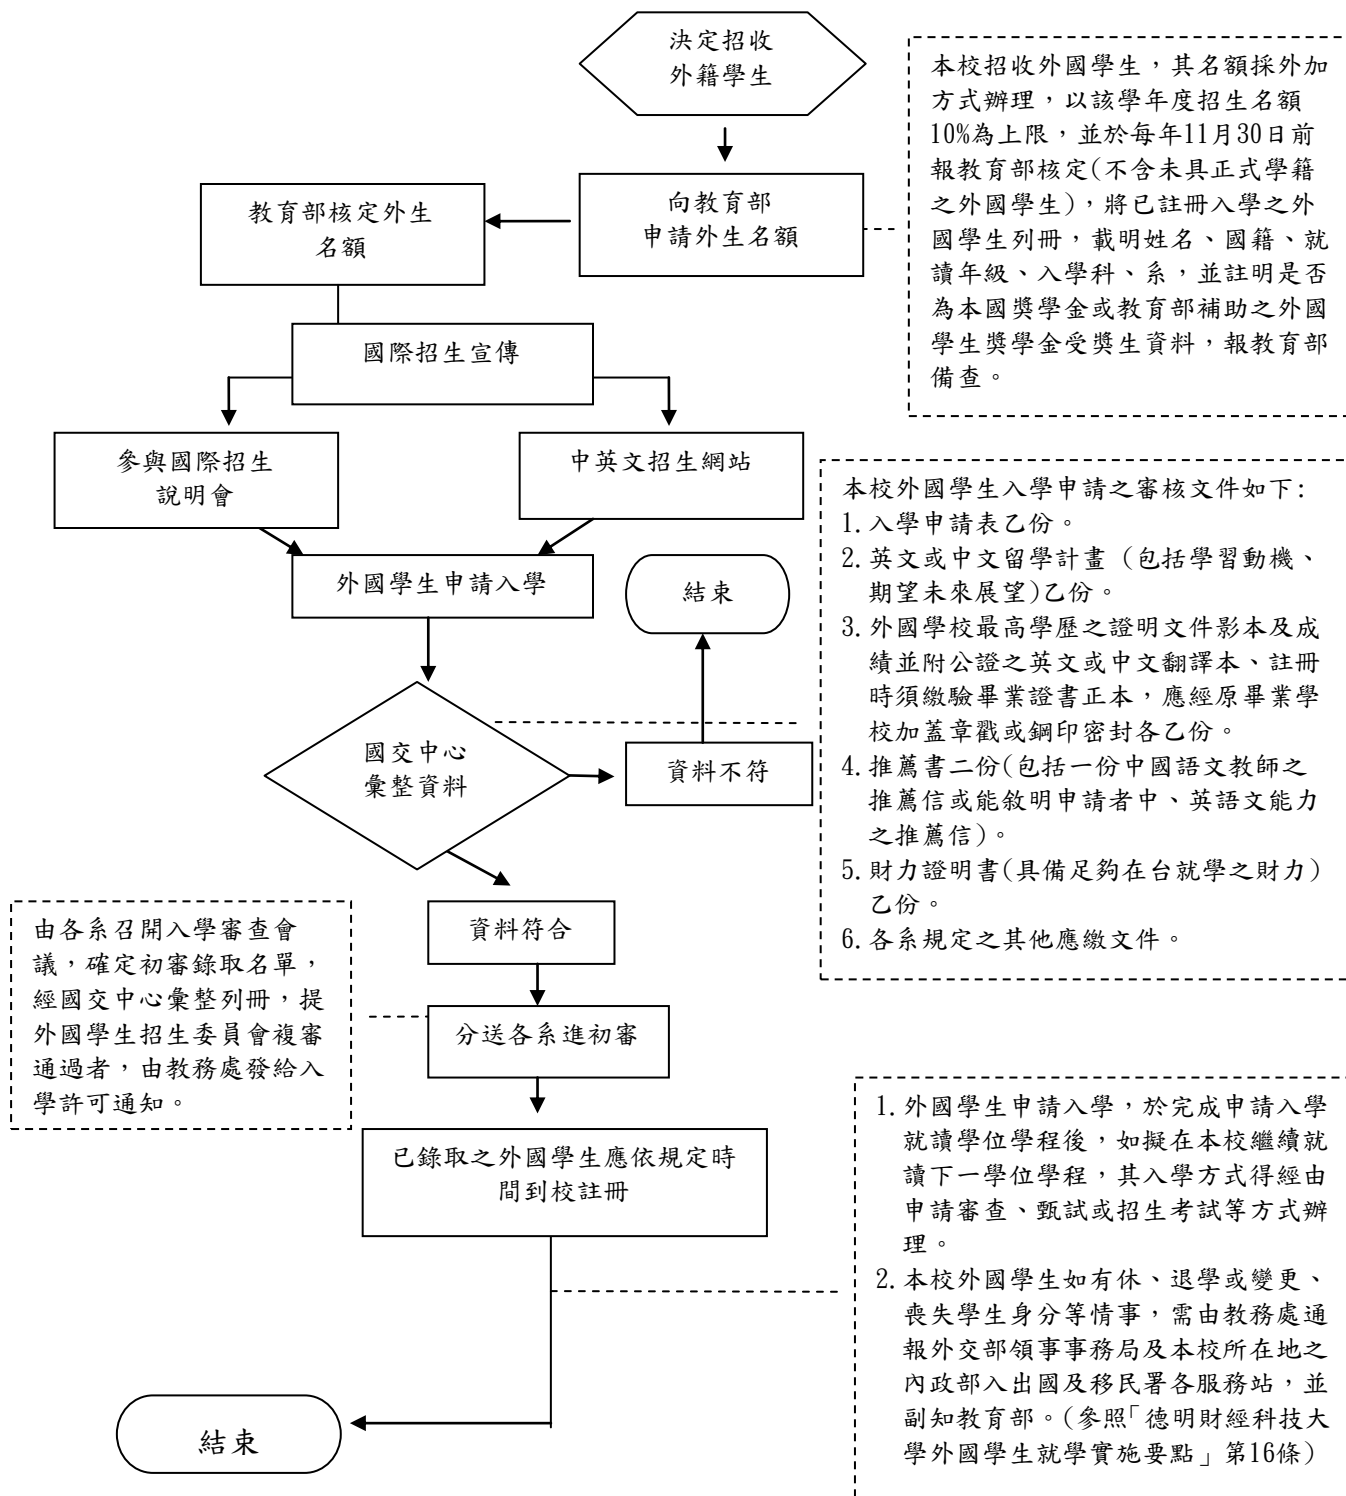 決定招收
外籍學生
本校招收外國學生，其名額採外加
方式辦理，以該學年度招生名額
10%為上限，並於每年11月30日前
報教育部核定(不含未具正式學籍
之外國學生)，將已註冊入學之外
國學生列冊，載明姓名、國籍、就
讀年級、入學科、系，並註明是否
為本國獎學金或教育部補助之外國
學生獎學金受獎生資料，報教育部
備查。
向教育部
申請外生名額
教育部核定外生
名額
國際招生宣傳
參與國際招生
說明會
中英文招生網站
外國學生申請入學
結束
本校外國學生入學申請之審核文件如下:
1.入學申請表乙份。
2.英文或中文留學計畫 (包括學習動機、
期望未來展望)乙份。
3.外國學校最高學歷之證明文件影本及成
績並附公證之英文或中文翻譯本、註冊
時須繳驗畢業證書正本，應經原畢業學
校加蓋章戳或鋼印密封各乙份。
4.推薦書二份(包括一份中國語文教師之
推薦信或能敘明申請者中、英語文能力
之推薦信)。
5.財力證明書(具備足夠在台就學之財力)
乙份。
6.各系規定之其他應繳文件。
國交中心
彙整資料
資料不符
資料符合
由各系召開入學審查會
議，確定初審錄取名單，
經國交中心彙整列冊，提
外國學生招生委員會複審
通過者，由教務處發給入
學許可通知。
分送各系進初審
已錄取之外國學生應依規定時
間到校註冊
1.外國學生申請入學，於完成申請入學
就讀學位學程後，如擬在本校繼續就
讀下一學位學程，其入學方式得經由
申請審查、甄試或招生考試等方式辦
理。
2.本校外國學生如有休、退學或變更、
喪失學生身分等情事，需由教務處通
報外交部領事事務局及本校所在地之
內政部入出國及移民署各服務站，並
副知教育部。(參照「德明財經科技大
學外國學生就學實施要點」第16條)
結束